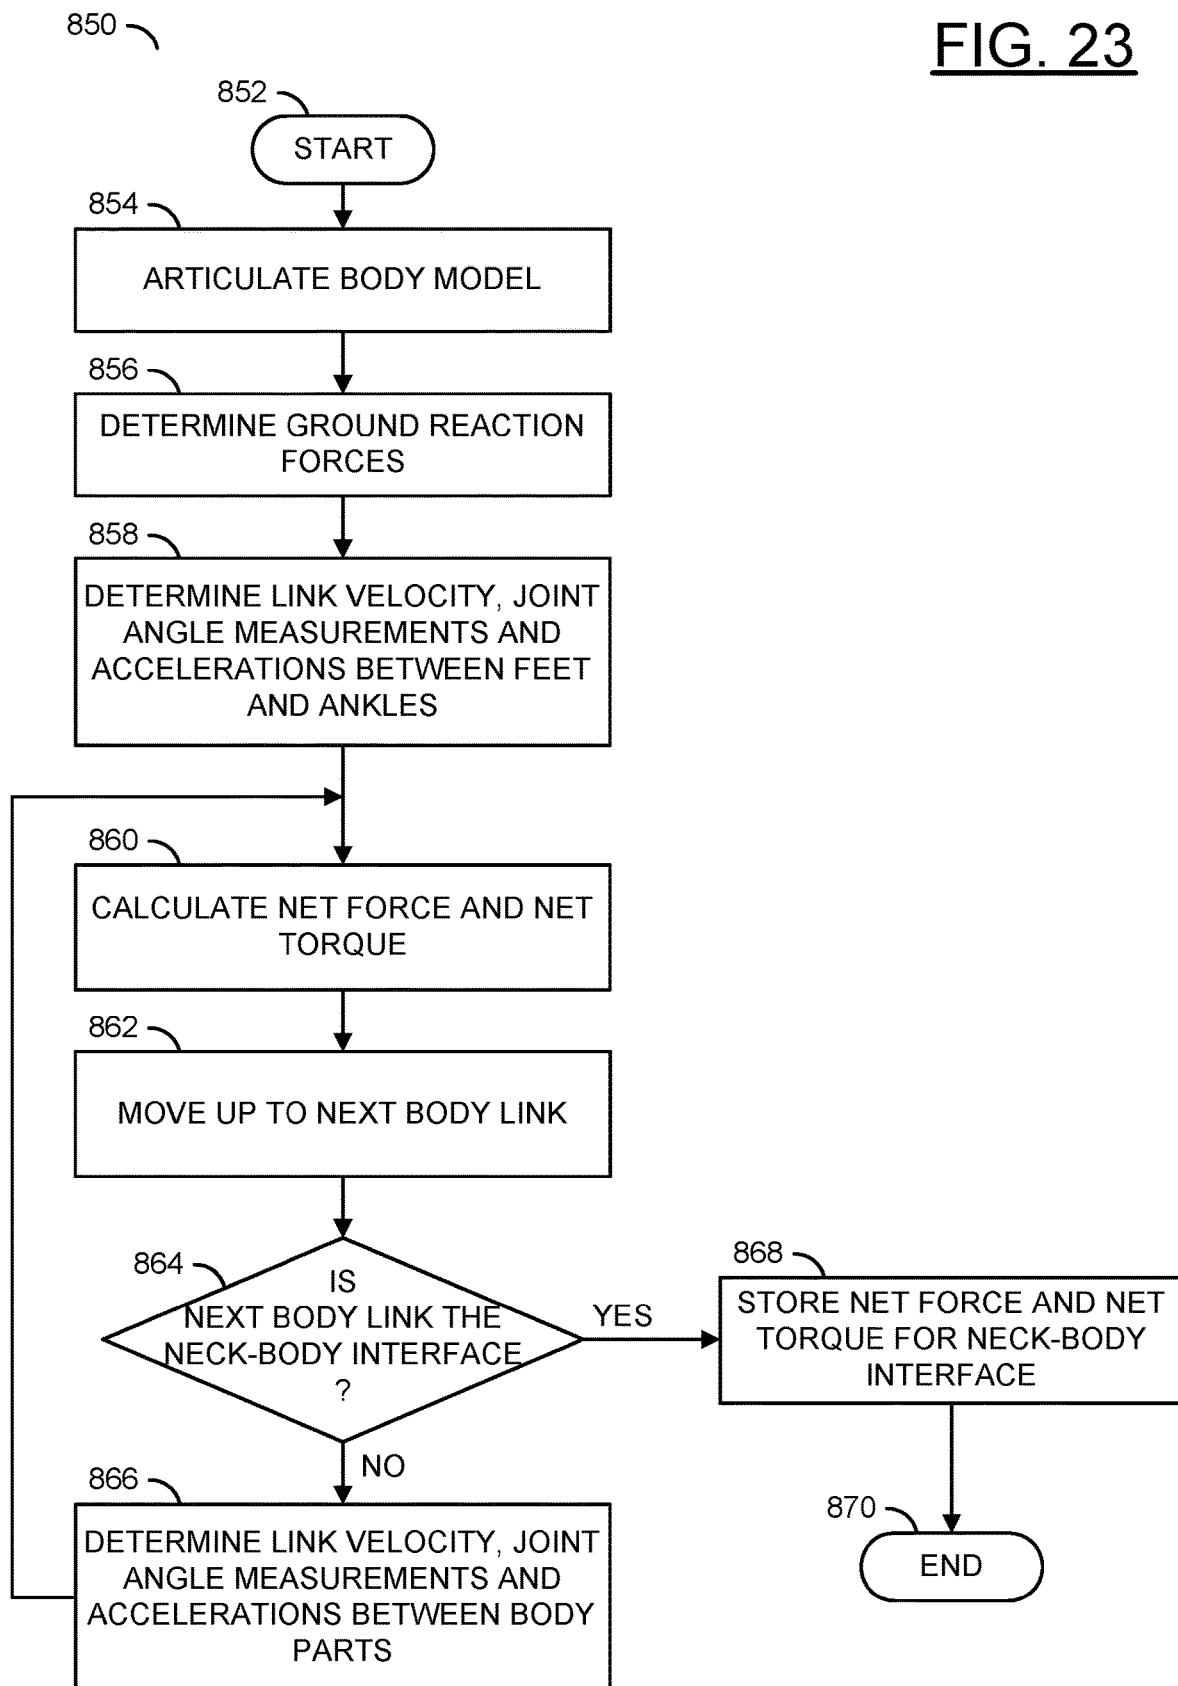 850
FIG. 23
852
START
854
ARTICULATE BODY MODEL
856
DETERMINE GROUND REACTION
FORCES
858
DETERMINE LINK VELOCITY, JOINT
ANGLE MEASUREMENTS AND
ACCELERATIONS BETWEEN FEET
AND ANKLES
860
CALCULATE NET FORCE AND NET
TORQUE
862
MOVE UP TO NEXT BODY LINK
864
IS
NEXT BODY LINK THE
NECK-BODY INTERFACE
?
YES
NO
868
STORE NET FORCE AND NET
TORQUE FOR NECK-BODY
INTERFACE
866
DETERMINE LINK VELOCITY, JOINT
ANGLE MEASUREMENTS AND
ACCELERATIONS BETWEEN BODY
PARTS
870
END